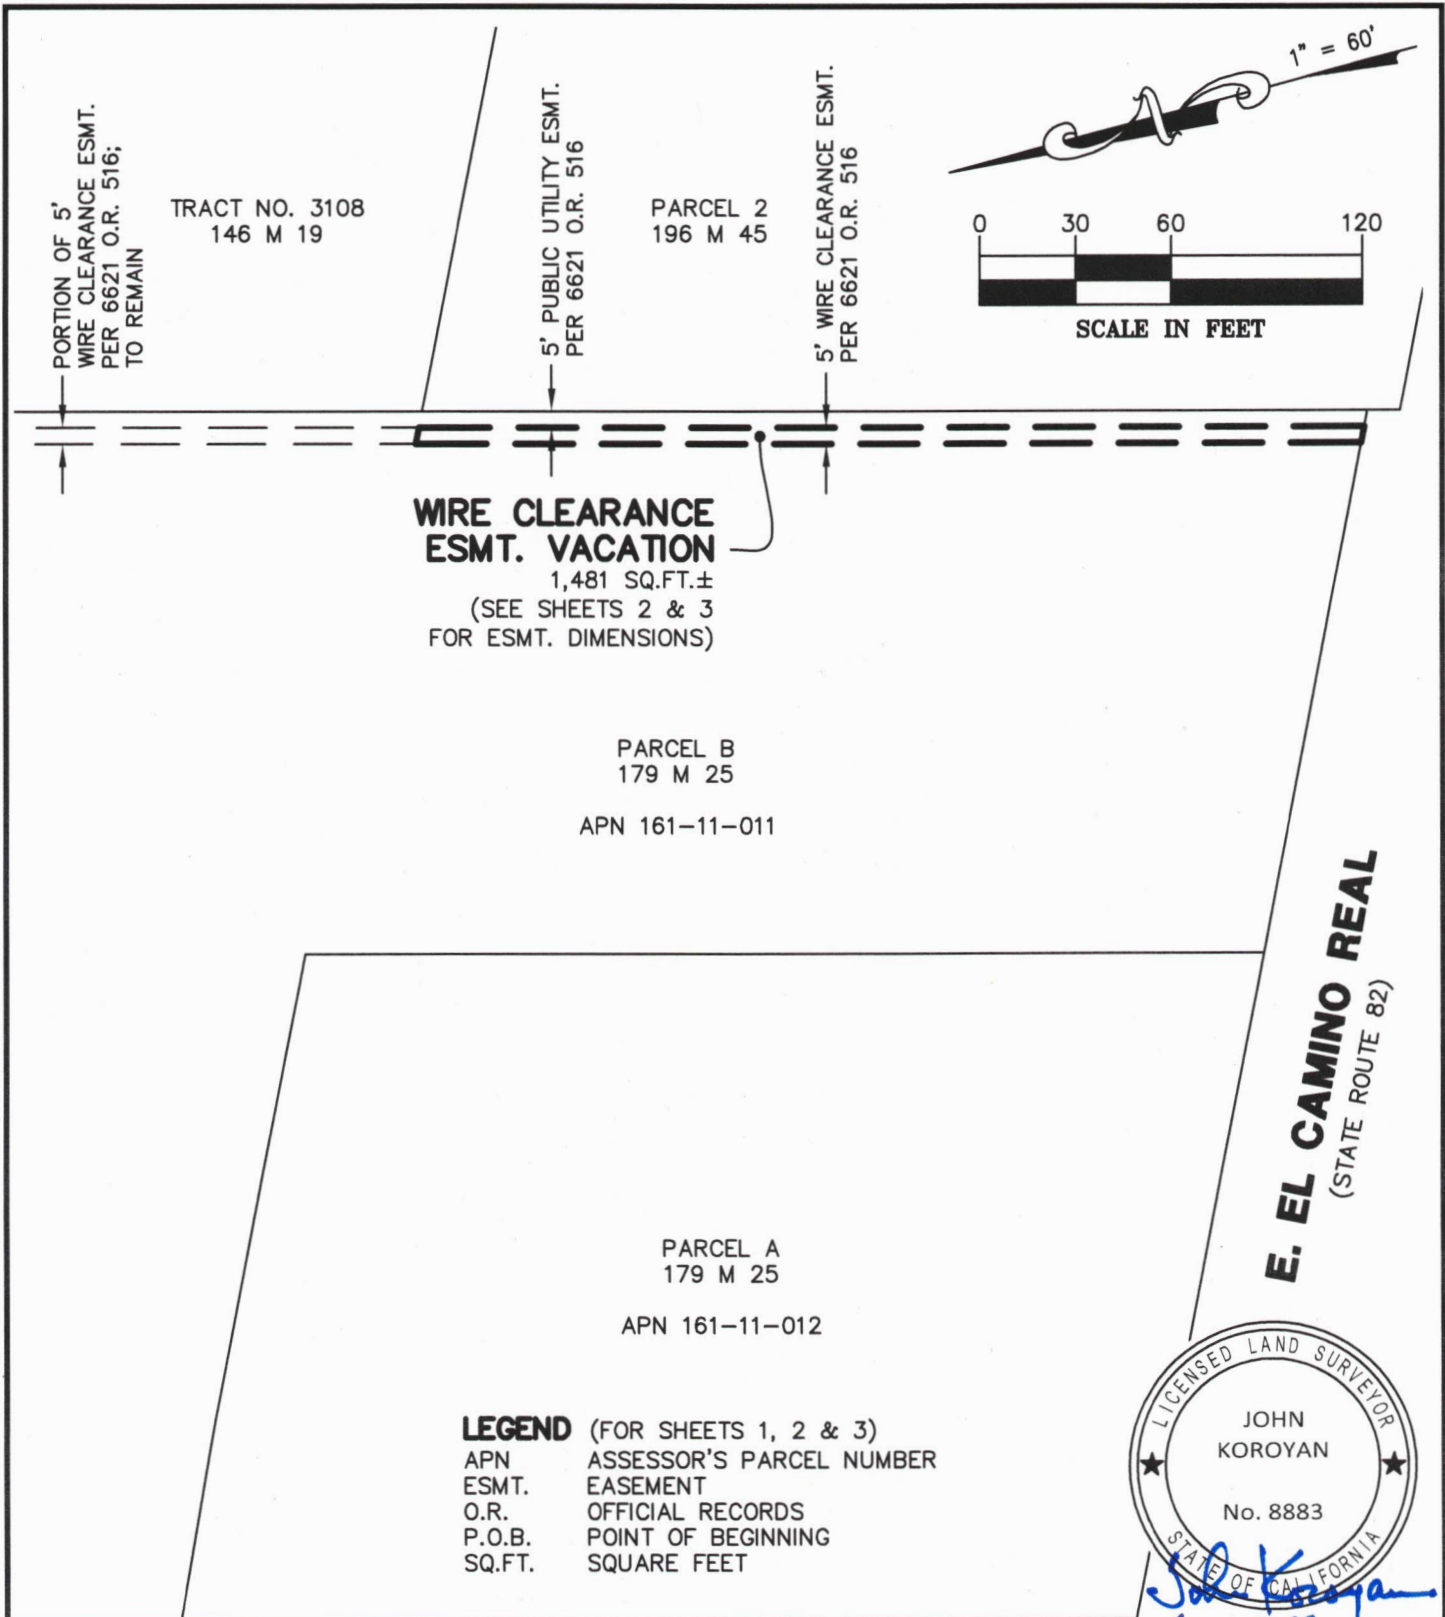 PORTION OF 5'
WIRE CLEARANCE ESMT.
PER 6621 O.R. 516;
TO REMAIN
TRACT NO. 3108
146 M 19
5' PUBLIC UTILITY ESMT.
PER 6621 O.R. 516
PARCEL 2
196 M 45
5' WIRE CLEARANCE ESMT.
PER 6621 O.R. 516
1" = 60'
N
0 30 60 120
SCALE IN FEET
WIRE CLEARANCE
ESMT. VACATION
1,481 SQ.FT.±
(SEE SHEETS 2 & 3
FOR ESMT. DIMENSIONS)
PARCEL B
179 M 25
APN 161-11-011
E. EL CAMINO REAL
(STATE ROUTE 82)
PARCEL A
179 M 25
APN 161-11-012
LEGEND (FOR SHEETS 1, 2 & 3)
APN ASSESSOR'S PARCEL NUMBER
ESMT. EASEMENT
O.R. OFFICIAL RECORDS
P.O.B. POINT OF BEGINNING
SQ.FT. SQUARE FEET
LICENSED LAND SURVEYOR
JOHN
KOROYAN
No. 8883
STATE OF CALIFORNIA
John Koroyan